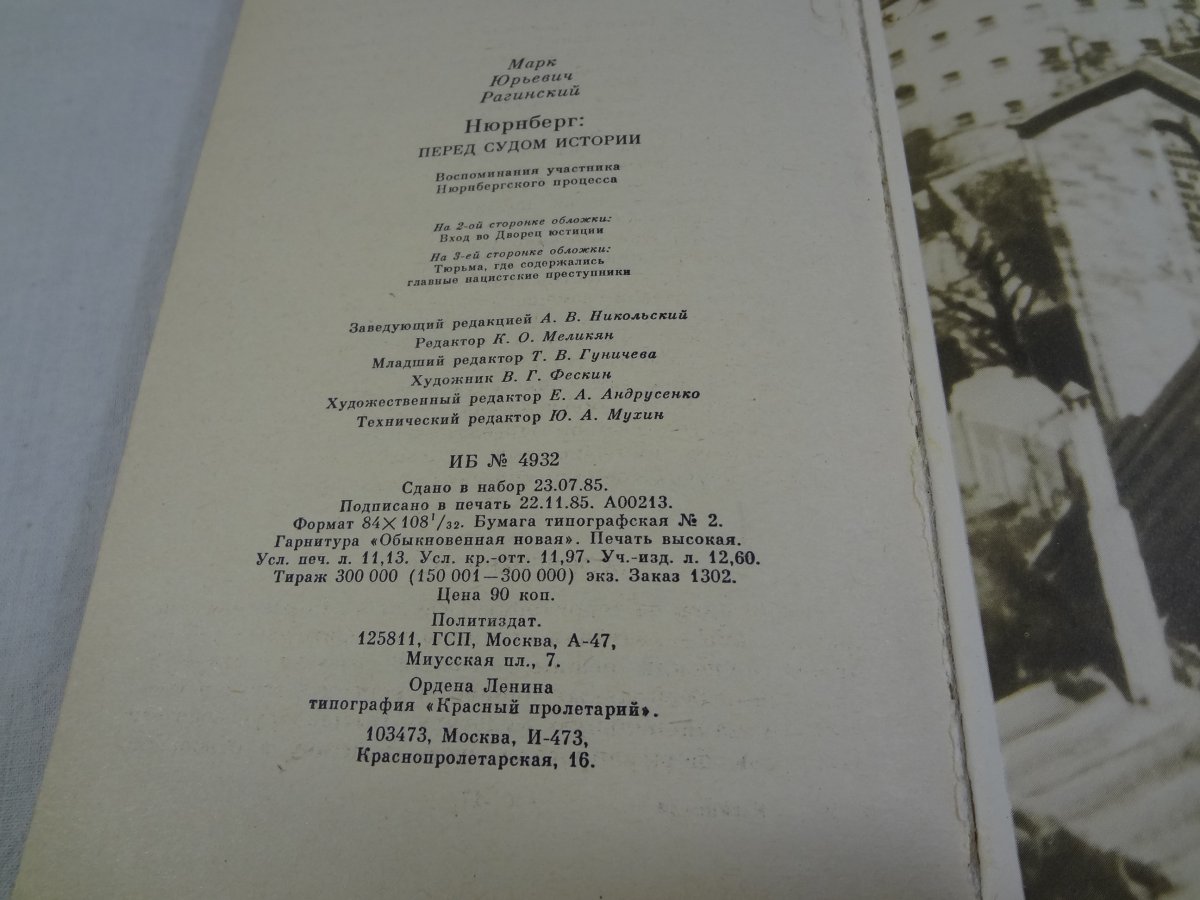 Марк
Юрьевич
Рагинский
Нюрнберг:
ПЕРЕД СУДОМ ИСТОРИИ
Воспоминания участника
Нюрнбергского процесса
На 2-ой сторонке обложки:
Вход во Дворец юстиции
На 3-ей сторонке обложки:
Тюрьма, где содержались
главные нацистские преступники
Заведующий редакцией А. В. Никольский
Редактор К. О. Меликян
Младший редактор Т. В. Гуничева
Художник В. Г. Фескин
Художественный редактор Е. А. Андрусенко
Технический редактор Ю. А. Мухин
ИБ № 4932
Сдано в набор 23.07.85.
Подписано в печать 22.11.85. А00213.
Формат 84×108¹/₃₂. Бумага типографская № 2.
Гарнитура «Обыкновенная новая». Печать высокая.
Усл. печ. л. 11,13. Усл. кр.-отт. 11,97. Уч.-изд. л. 12,60.
Тираж 300 000 (150 001—300 000) экз. Заказ 1302.
Цена 90 коп.
Политиздат.
125811, ГСП, Москва, А-47,
Миусская пл., 7.
Ордена Ленина
типография «Красный пролетарий».
103473, Москва, И-473,
Краснопролетарская, 16.